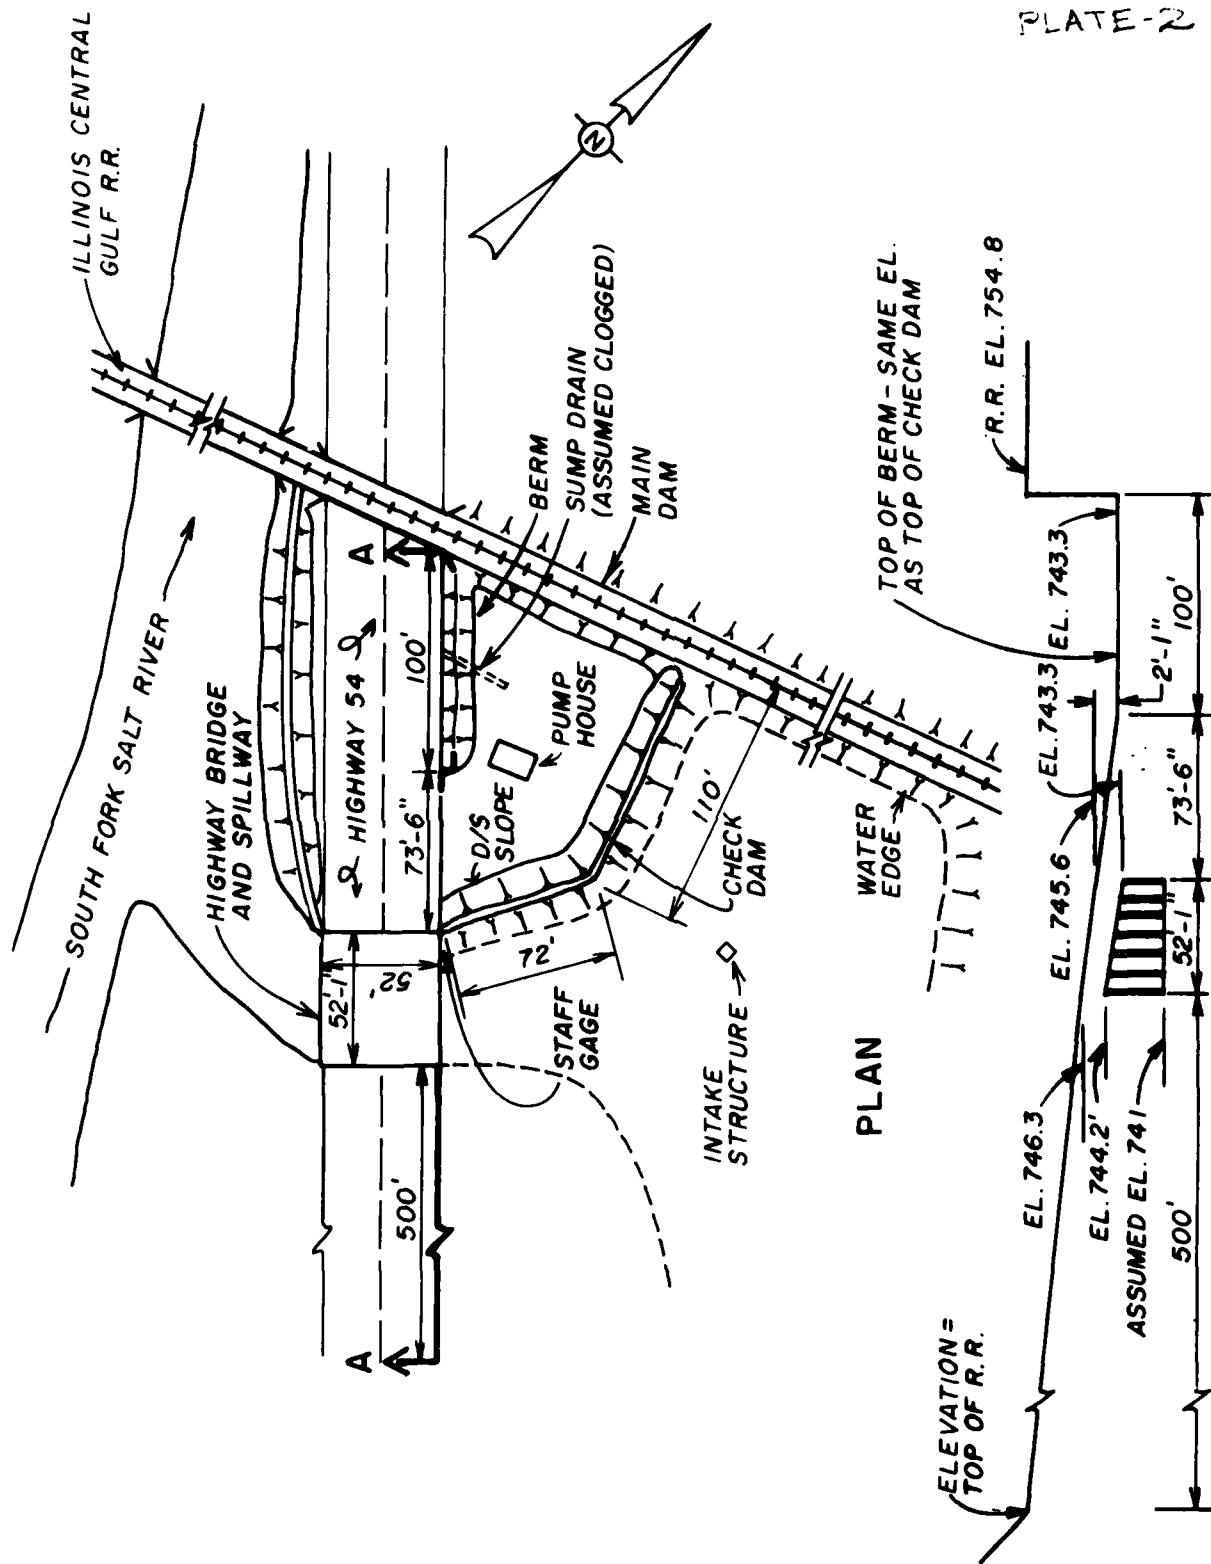 PLATE-2
ILLINOIS CENTRAL
GULF R.R.
SOUTH FORK SALT RIVER
HIGHWAY BRIDGE
AND SPILLWAY
N
HIGHWAY 54
A
A
100'
73'-6"
52'-1"
52'
500'
BERM
SUMP DRAIN
(ASSUMED CLOGGED)
MAIN
DAM
PUMP
HOUSE
D/S
SLOPE
110'
CHECK
DAM
WATER
EDGE
STAFF
GAGE
INTAKE
STRUCTURE
PLAN
TOP OF BERM - SAME EL.
AS TOP OF CHECK DAM
R.R. EL. 754.8
EL. 743.3
EL. 743.3
2'-1"
EL. 745.6
EL. 746.3
EL. 744.2'
ASSUMED EL. 741
ELEVATION =
TOP OF R.R.
500'
52'-1"
73'-6"
100'